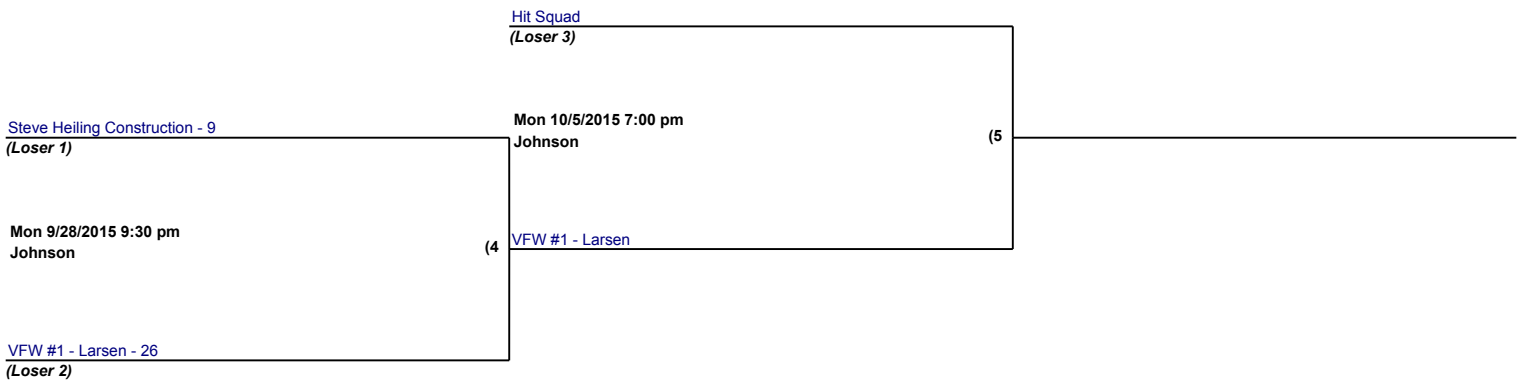 Hit Squad
(Loser 3)
Steve Heiling Construction - 9
(Loser 1)
Mon 10/5/2015 7:00 pm
Johnson
(5
Mon 9/28/2015 9:30 pm
Johnson
(4
VFW #1 - Larsen
VFW #1 - Larsen - 26
(Loser 2)